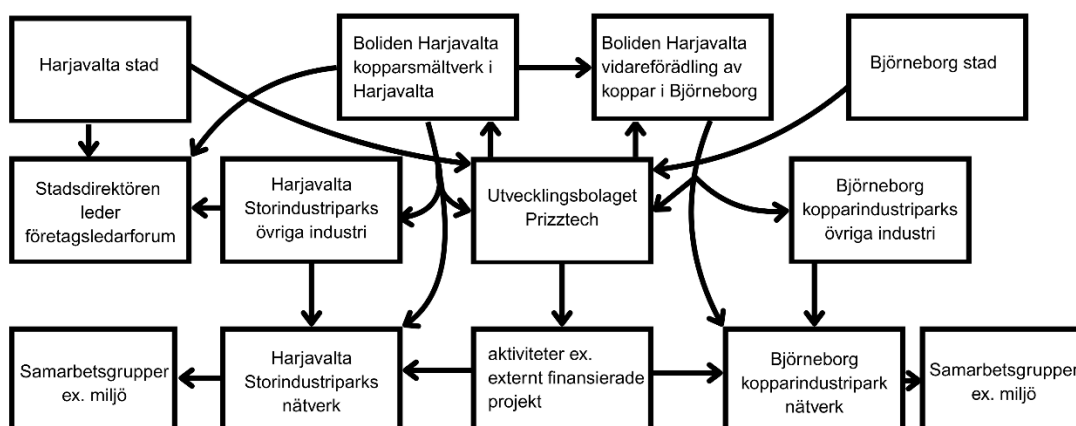 Harjavalta stad
Boliden Harjavalta
kopparsmältverk i
Harjavalta
Boliden Harjavalta
vidareförädling av
koppar i Björneborg
Björneborg stad
Stadsdirektören
leder
företagsledarforum
Harjavalta
Storindustriparks
övriga industri
Utvecklingsbolaget
Prizztech
Björneborg
kopparindustriparks
övriga industri
Samarbetsgrupper
ex. miljö
Harjavalta
Storindustriparks
nätverk
aktiviteter ex.
externt finansierade
projekt
Björneborg
kopparindustripark
nätverk
Samarbetsgrupper
ex. miljö